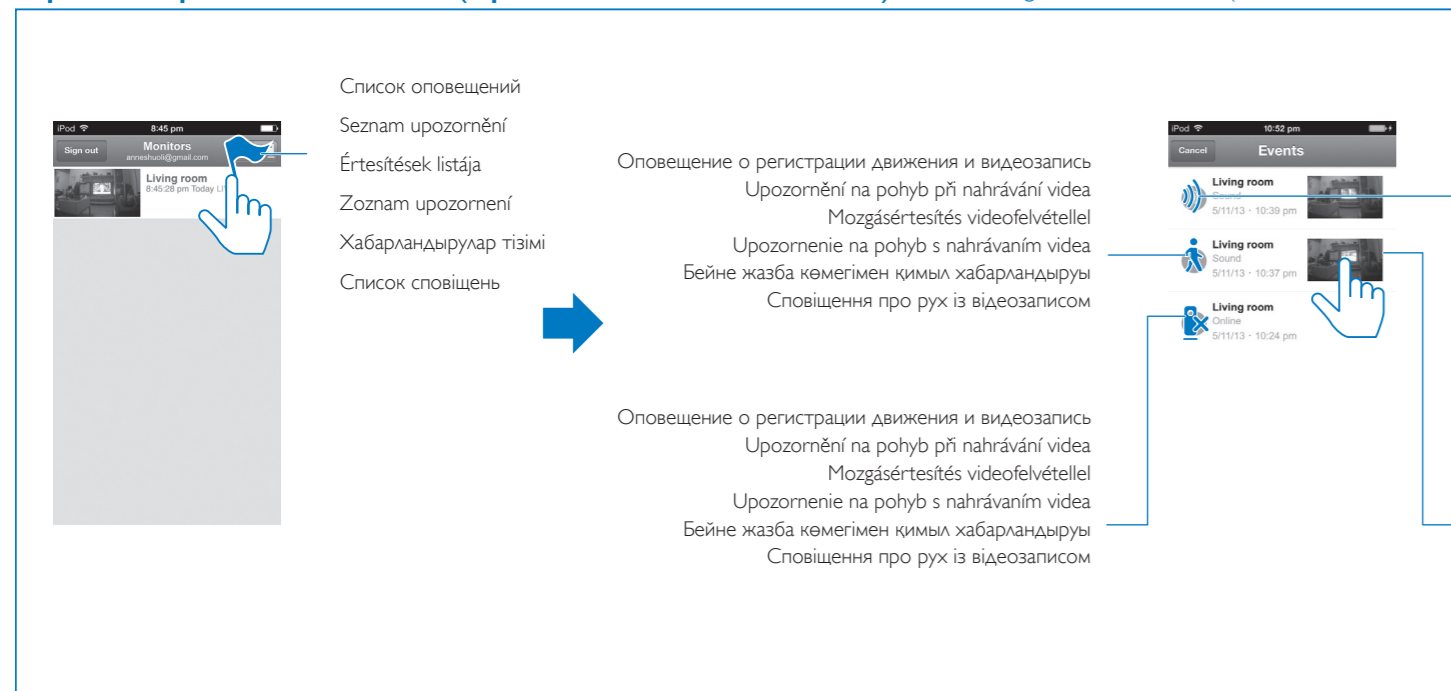 iPod
8:45 pm
Sign out
Monitors
anneshuoli@gmail.com
Living room
8:45:28 pm Today
Список оповещений
Seznam upozornění
Értesítések listája
Zoznam upozornení
Хабарландырулар тізімі
Список сповіщень
Оповещение о регистрации движения и видеозапись
Upozornění na pohyb při nahrávání videa
Mozgásértesítés videofelvétellel
Upozornenie na pohyb s nahrávaním videa
Бейне жазба көмегімен қимыл хабарландыруы
Сповіщення про рух із відеозаписом
Оповещение о регистрации движения и видеозапись
Upozornění na pohyb při nahrávání videa
Mozgásértesítés videofelvétellel
Upozornenie na pohyb s nahrávaním videa
Бейне жазба көмегімен қимыл хабарландыруы
Сповіщення про рух із відеозаписом
iPod
10:52 pm
Cancel
Events
Living room
Sound
5/11/13 · 10:39 pm
Living room
Sound
5/11/13 · 10:37 pm
Living room
Online
5/11/13 · 10:24 pm